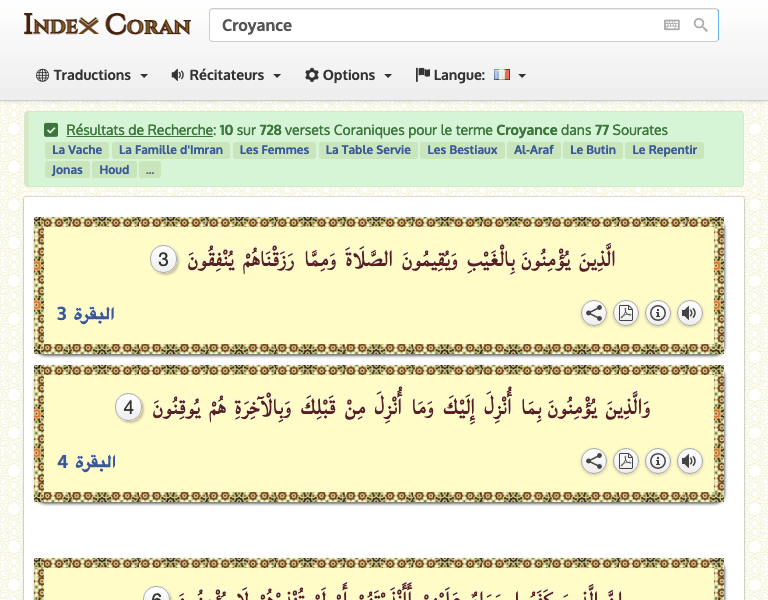 INDEX CORAN
Croyance
Traductions
Récitateurs
Options
Langue:
Résultats de Recherche: 10 sur 728 versets Coraniques pour le terme Croyance dans 77 Sourates
La Vache La Famille d'Imran Les Femmes La Table Servie Les Bestiaux Al-Araf Le Butin Le Repentir
Jonas Houd ...
الَّذِينَ يُؤْمِنُونَ بِالْغَيْبِ وَيُقِيمُونَ الصَّلَاةَ وَمِمَّا رَزَقْنَاهُمْ يُنْفِقُونَ 3
البقرة 3
وَالَّذِينَ يُؤْمِنُونَ بِمَا أُنْزِلَ إِلَيْكَ وَمَا أُنْزِلَ مِنْ قَبْلِكَ وَبِالْآخِرَةِ هُمْ يُوقِنُونَ 4
البقرة 4